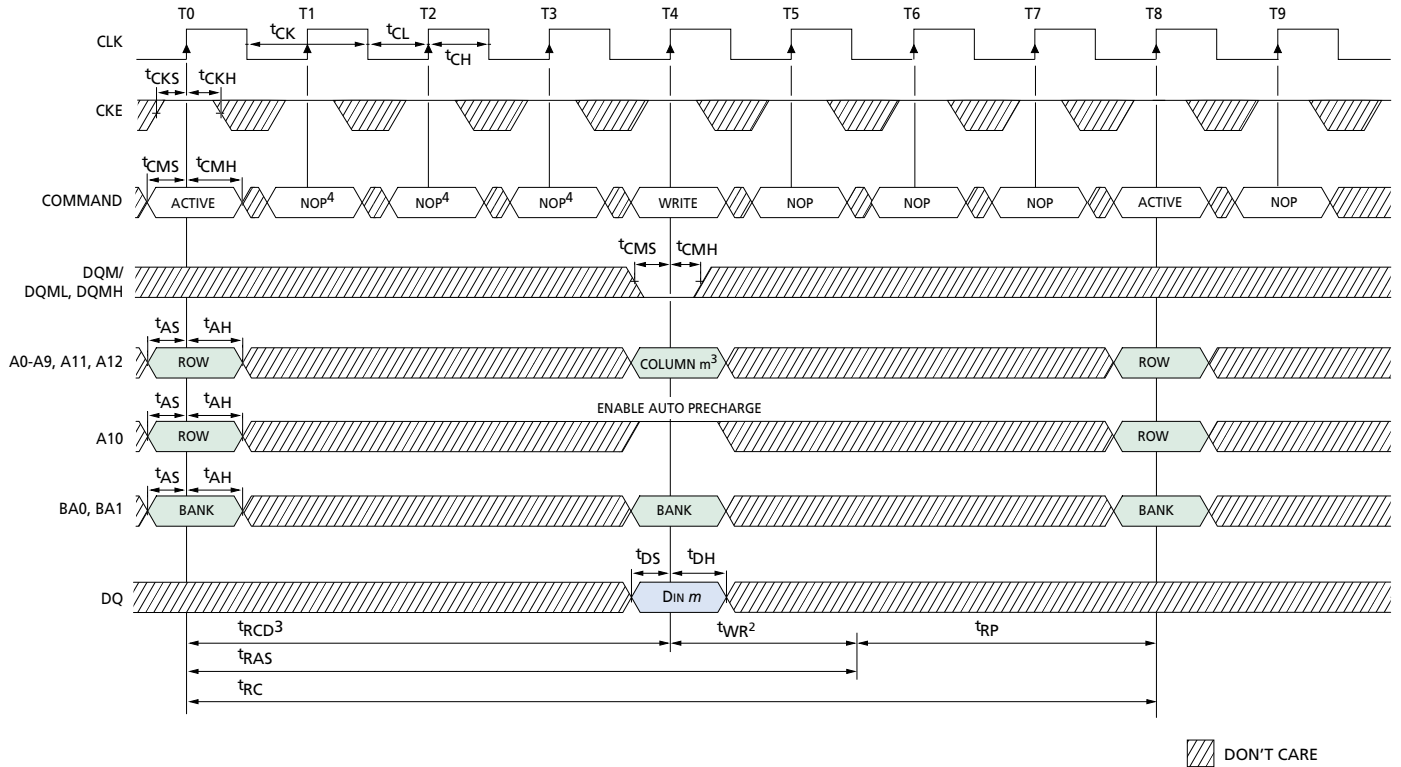 T0 T1 T2 T3 T4 T5 T6 T7 T8 T9
CLK
tCK tCL
tCH
tCKS tCKH
CKE
tCMS tCMH
COMMAND ACTIVE NOP4 NOP4 NOP4 WRITE NOP NOP NOP ACTIVE NOP
tCMS tCMH
DQM/
DQML, DQMH
tAS tAH
A0-A9, A11, A12 ROW COLUMN m3 ROW
tAS tAH ENABLE AUTO PRECHARGE
A10 ROW ROW
tAS tAH
BA0, BA1 BANK BANK BANK
tDS tDH
DQ DIN m
tRCD3 tWR2 tRP
tRAS
tRC
DON'T CARE